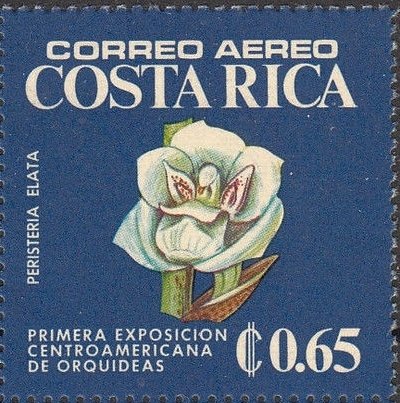 CORREO AEREO
COSTA RICA
PERISTERIA ELATA
PRIMERA EXPOSICION
CENTROAMERICANA
DE ORQUIDEAS
₡0.65